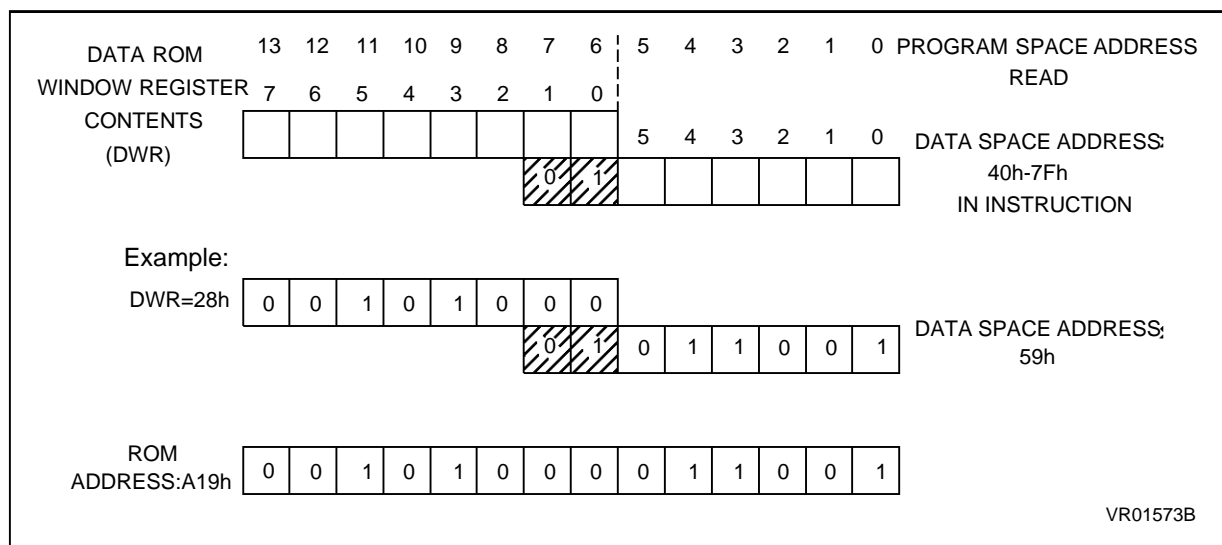 DATA ROM 13 12 11 10 9 8 7 6 5 4 3 2 1 0 PROGRAM SPACE ADDRESS
READ
WINDOW REGISTER 7 6 5 4 3 2 1 0
CONTENTS
(DWR)
5 4 3 2 1 0 DATA SPACE ADDRESS:
0 1 40h-7Fh
IN INSTRUCTION
Example:
DWR=28h 0 0 1 0 1 0 0 0
0 1 0 1 1 0 0 1 DATA SPACE ADDRESS:
59h
ROM
ADDRESS:A19h 0 0 1 0 1 0 0 0 0 1 1 0 0 1
VR01573B